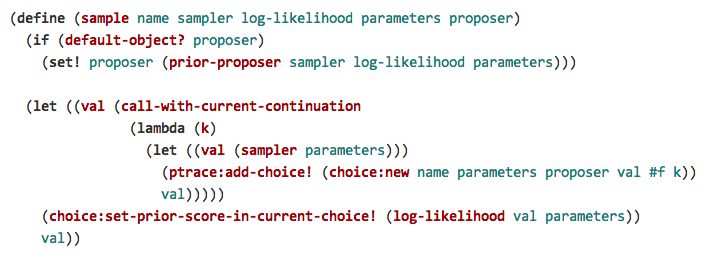 (define (sample name sampler log-likelihood parameters proposer)
  (if (default-object? proposer)
    (set! proposer (prior-proposer sampler log-likelihood parameters)))

  (let ((val (call-with-current-continuation
               (lambda (k)
                 (let ((val (sampler parameters)))
                   (ptrace:add-choice! (choice:new name parameters proposer val #f k))
                   val)))))
    (choice:set-prior-score-in-current-choice! (log-likelihood val parameters))
    val))